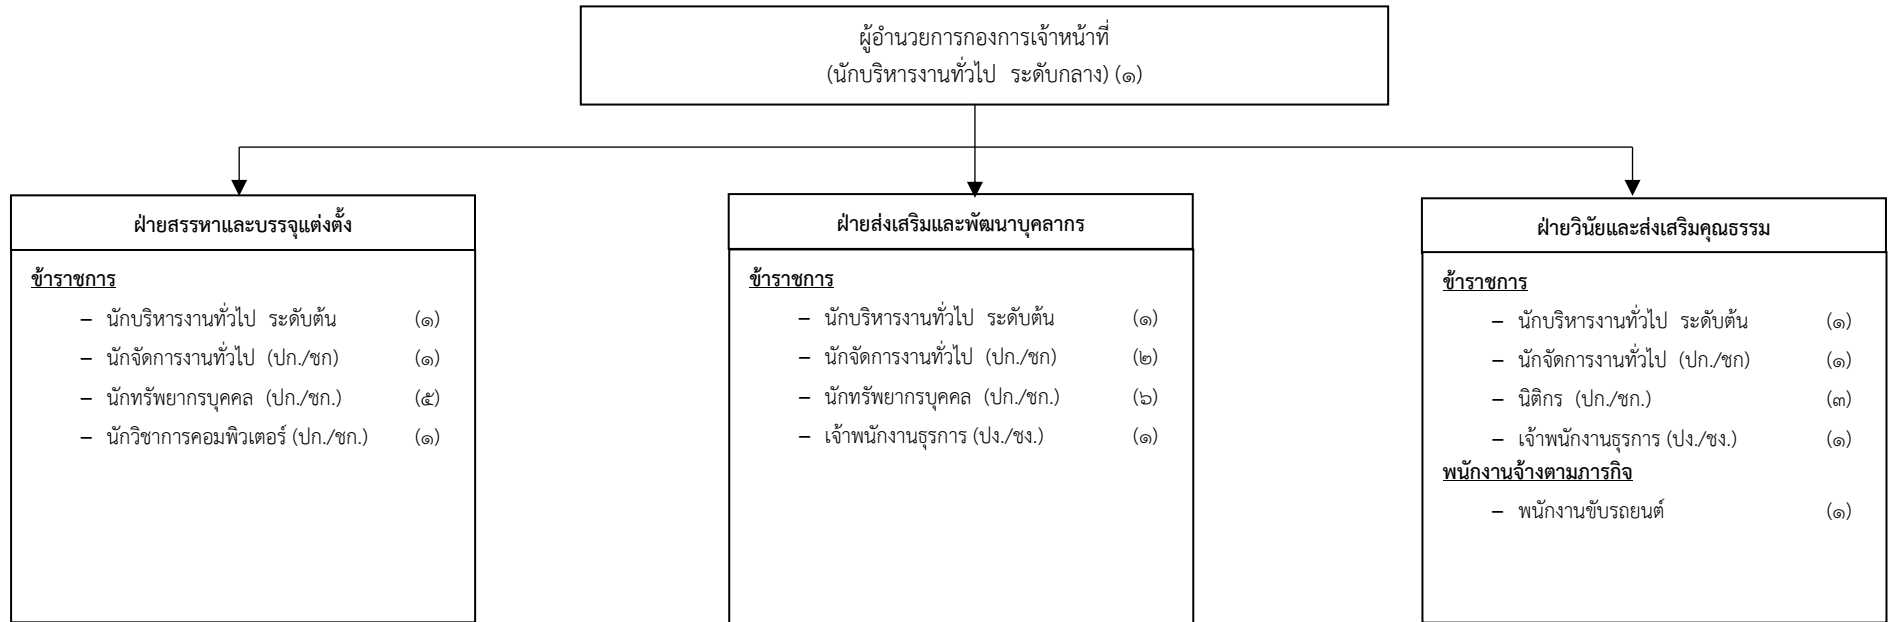 ผู้อำนวยการกองการเจ้าหน้าที่
(นักบริหารงานทั่วไป ระดับกลาง) (๑)
ฝ่ายสรรหาและบรรจุแต่งตั้ง
ข้าราชการ
– นักบริหารงานทั่วไป ระดับต้น (๑)
– นักจัดการงานทั่วไป (ปก./ชก) (๑)
– นักทรัพยากรบุคคล (ปก./ชก.) (๕)
– นักวิชาการคอมพิวเตอร์ (ปก./ชก.) (๑)
ฝ่ายส่งเสริมและพัฒนาบุคลากร
ข้าราชการ
– นักบริหารงานทั่วไป ระดับต้น (๑)
– นักจัดการงานทั่วไป (ปก./ชก) (๒)
– นักทรัพยากรบุคคล (ปก./ชก.) (๖)
– เจ้าพนักงานธุรการ (ปง./ชง.) (๑)
ฝ่ายวินัยและส่งเสริมคุณธรรม
ข้าราชการ
– นักบริหารงานทั่วไป ระดับต้น (๑)
– นักจัดการงานทั่วไป (ปก./ชก) (๑)
– นิติกร (ปก./ชก.) (๓)
– เจ้าพนักงานธุรการ (ปง./ชง.) (๑)
พนักงานจ้างตามภารกิจ
– พนักงานขับรถยนต์ (๑)